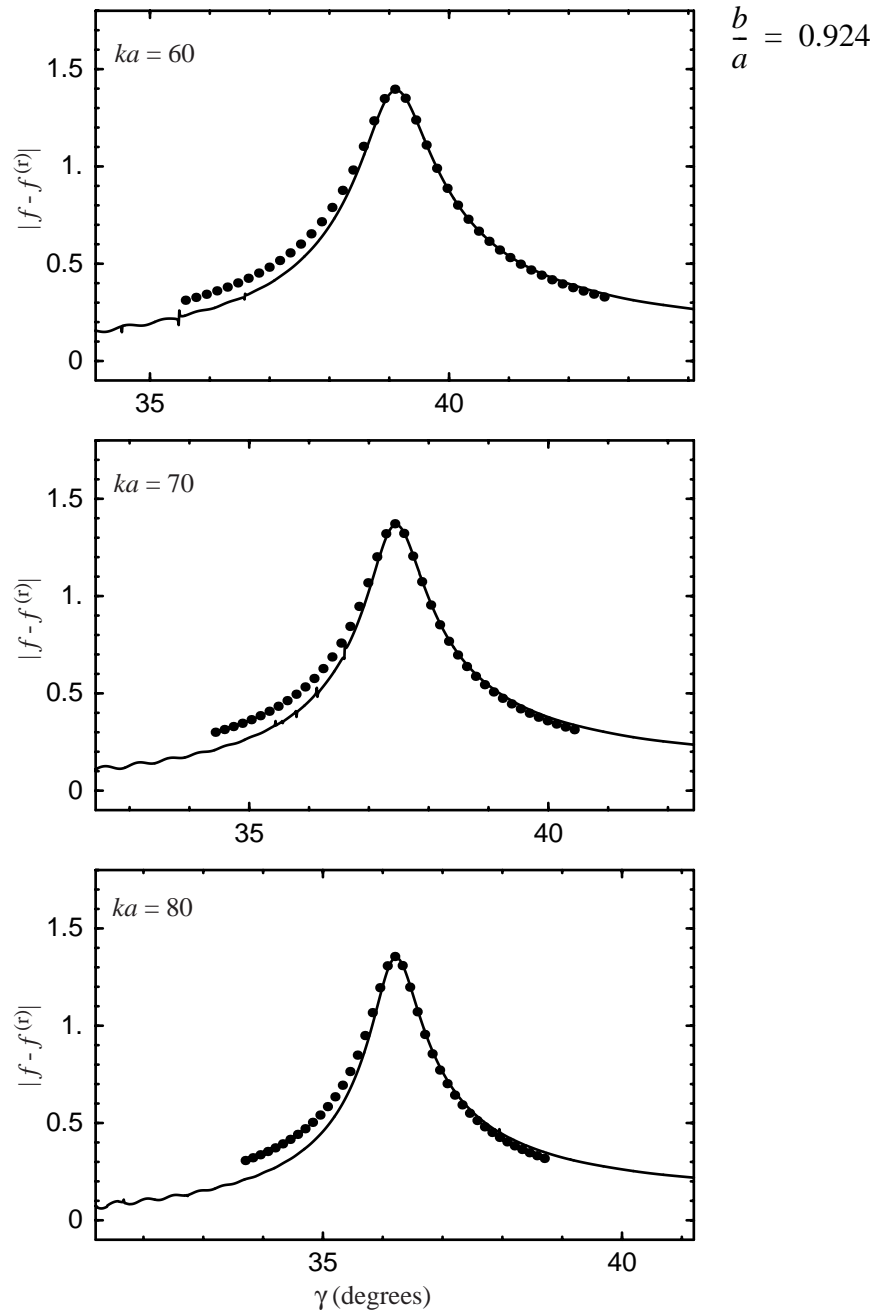 b
a = 0.924
ka = 60
1.5
1.
0.5
0
|f - f(r)|
35 40
ka = 70
1.5
1.
0.5
0
|f - f(r)|
35 40
ka = 80
1.5
1.
0.5
0
|f - f(r)|
35 40
γ (degrees)